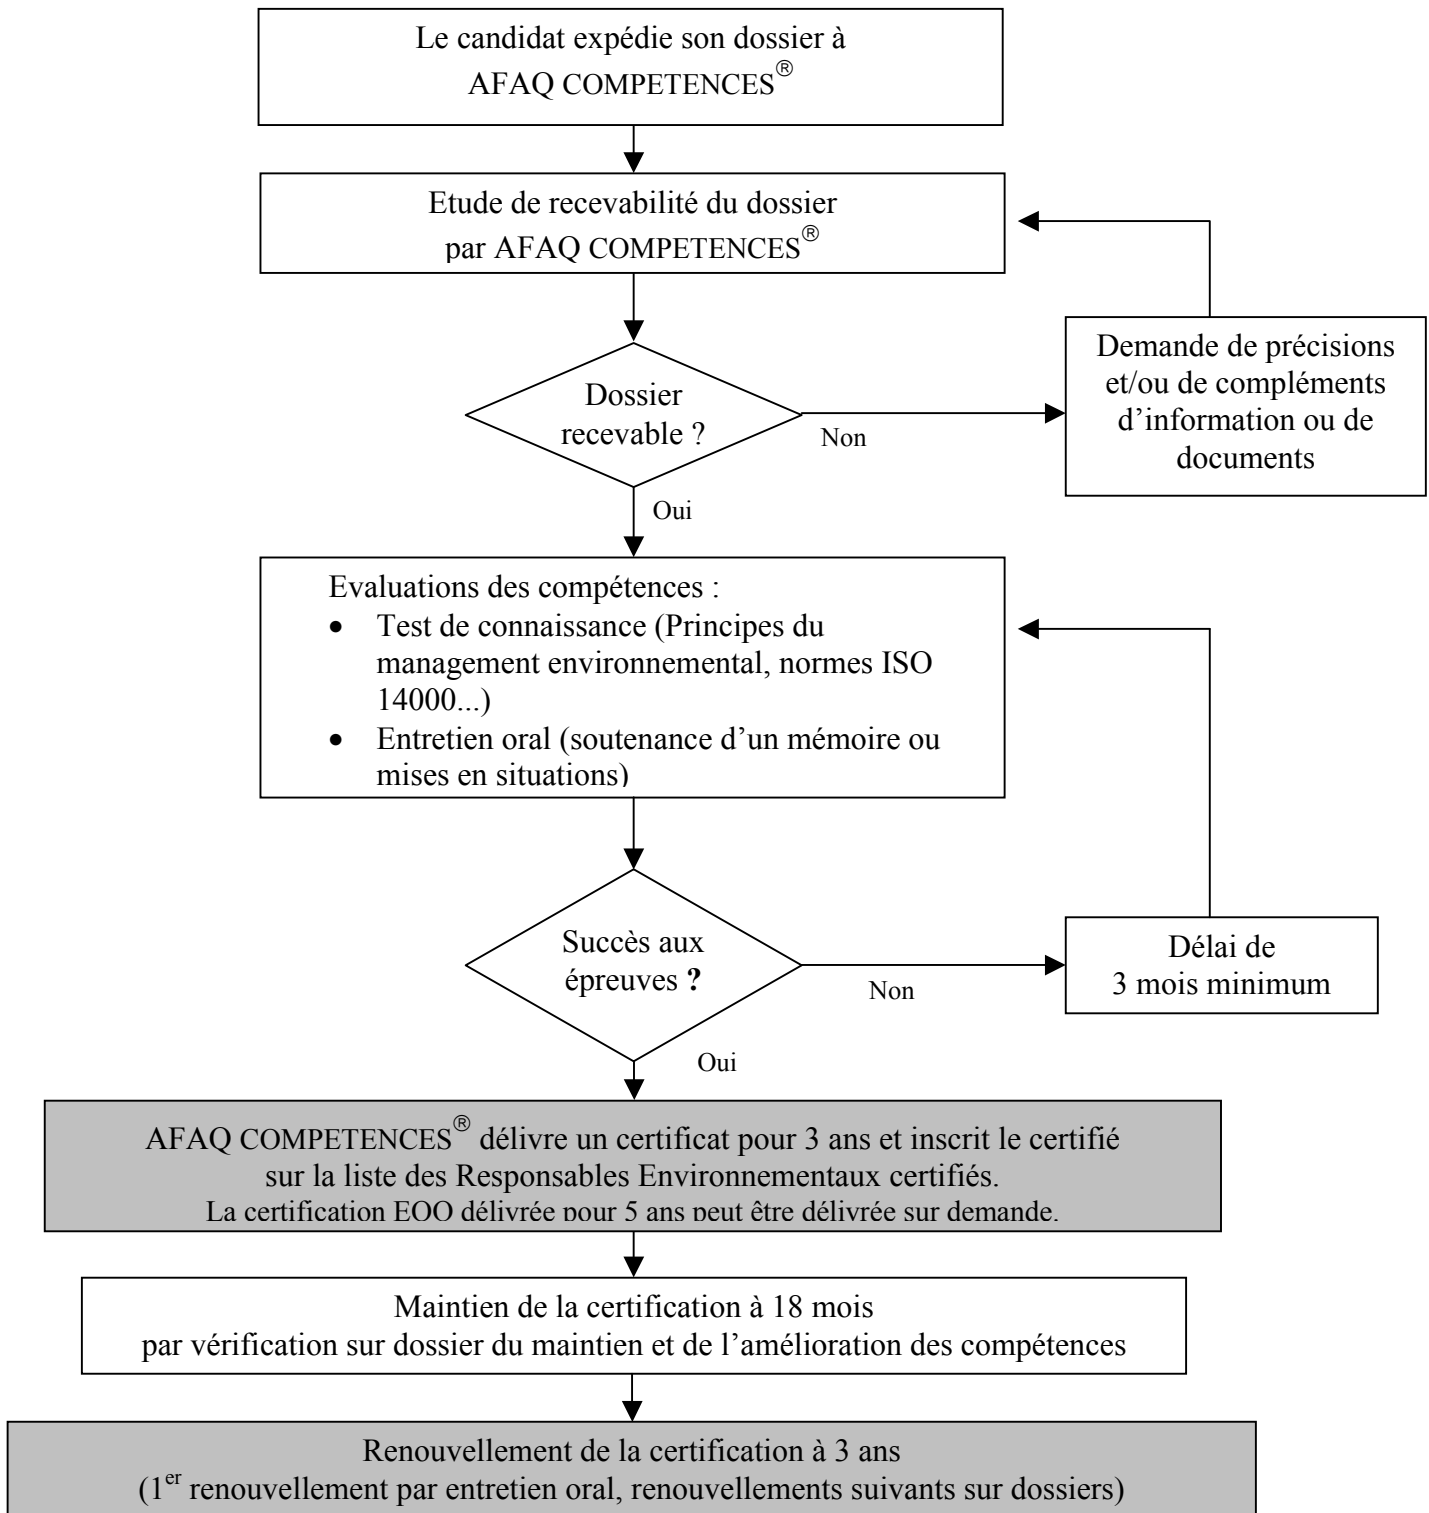 Le candidat expédie son dossier à
AFAQ COMPETENCES®
Etude de recevabilité du dossier
par AFAQ COMPETENCES®
Demande de précisions
et/ou de compléments
d’information ou de
documents
Dossier
recevable ?
Non
Oui
Evaluations des compétences :
• Test de connaissance (Principes du
management environnemental, normes ISO
14000...)
• Entretien oral (soutenance d’un mémoire ou
mises en situations)
Succès aux
épreuves ?
Non
Délai de
3 mois minimum
Oui
AFAQ COMPETENCES® délivre un certificat pour 3 ans et inscrit le certifié
sur la liste des Responsables Environnementaux certifiés.
La certification EOQ délivrée pour 5 ans peut être délivrée sur demande.
Maintien de la certification à 18 mois
par vérification sur dossier du maintien et de l’amélioration des compétences
Renouvellement de la certification à 3 ans
(1er renouvellement par entretien oral, renouvellements suivants sur dossiers)